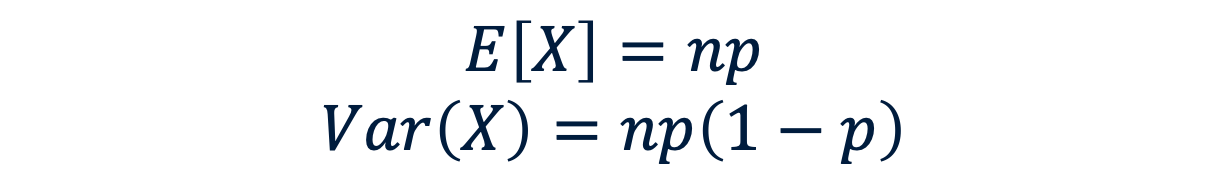 E[X] = np
Var(X) = np(1 − p)